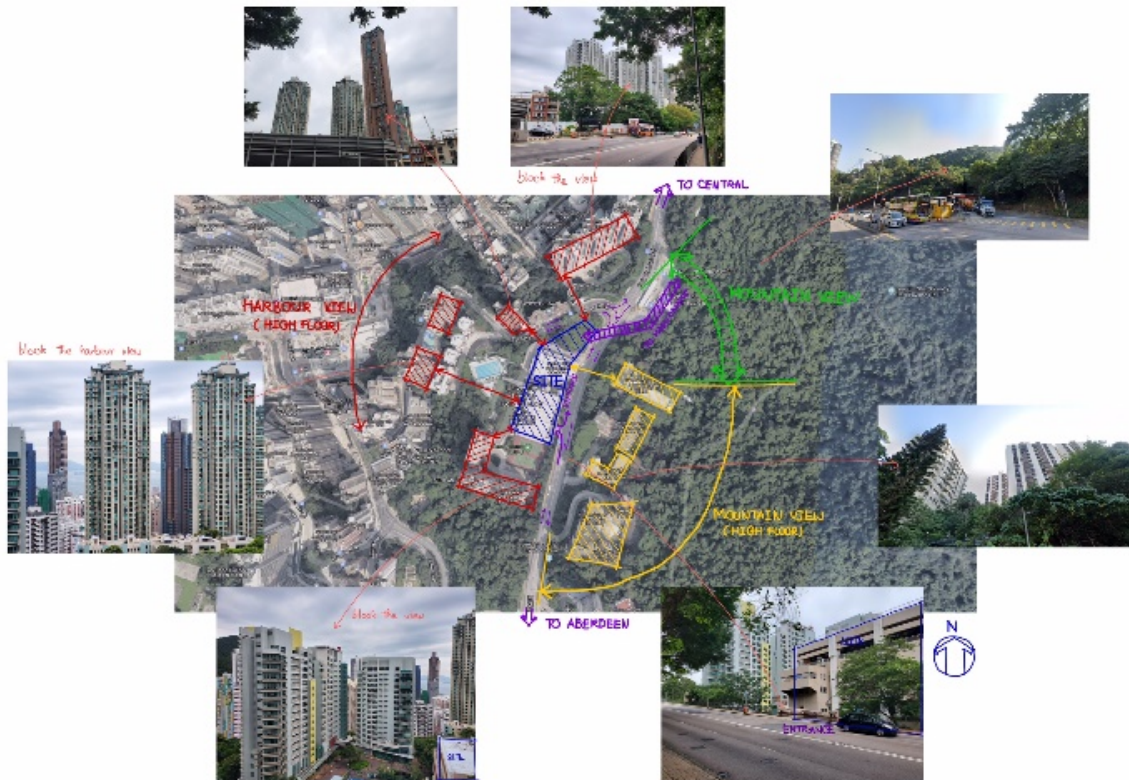 block the view
TO CENTRAL
HARBOUR VIEW
(HIGH FLOOR)
MOUNTAIN VIEW
block the harbour view
SITE
MOUNTAIN VIEW
(HIGH FLOOR)
block the view
TO ABERDEEN
SITE
ENTRANCE
N